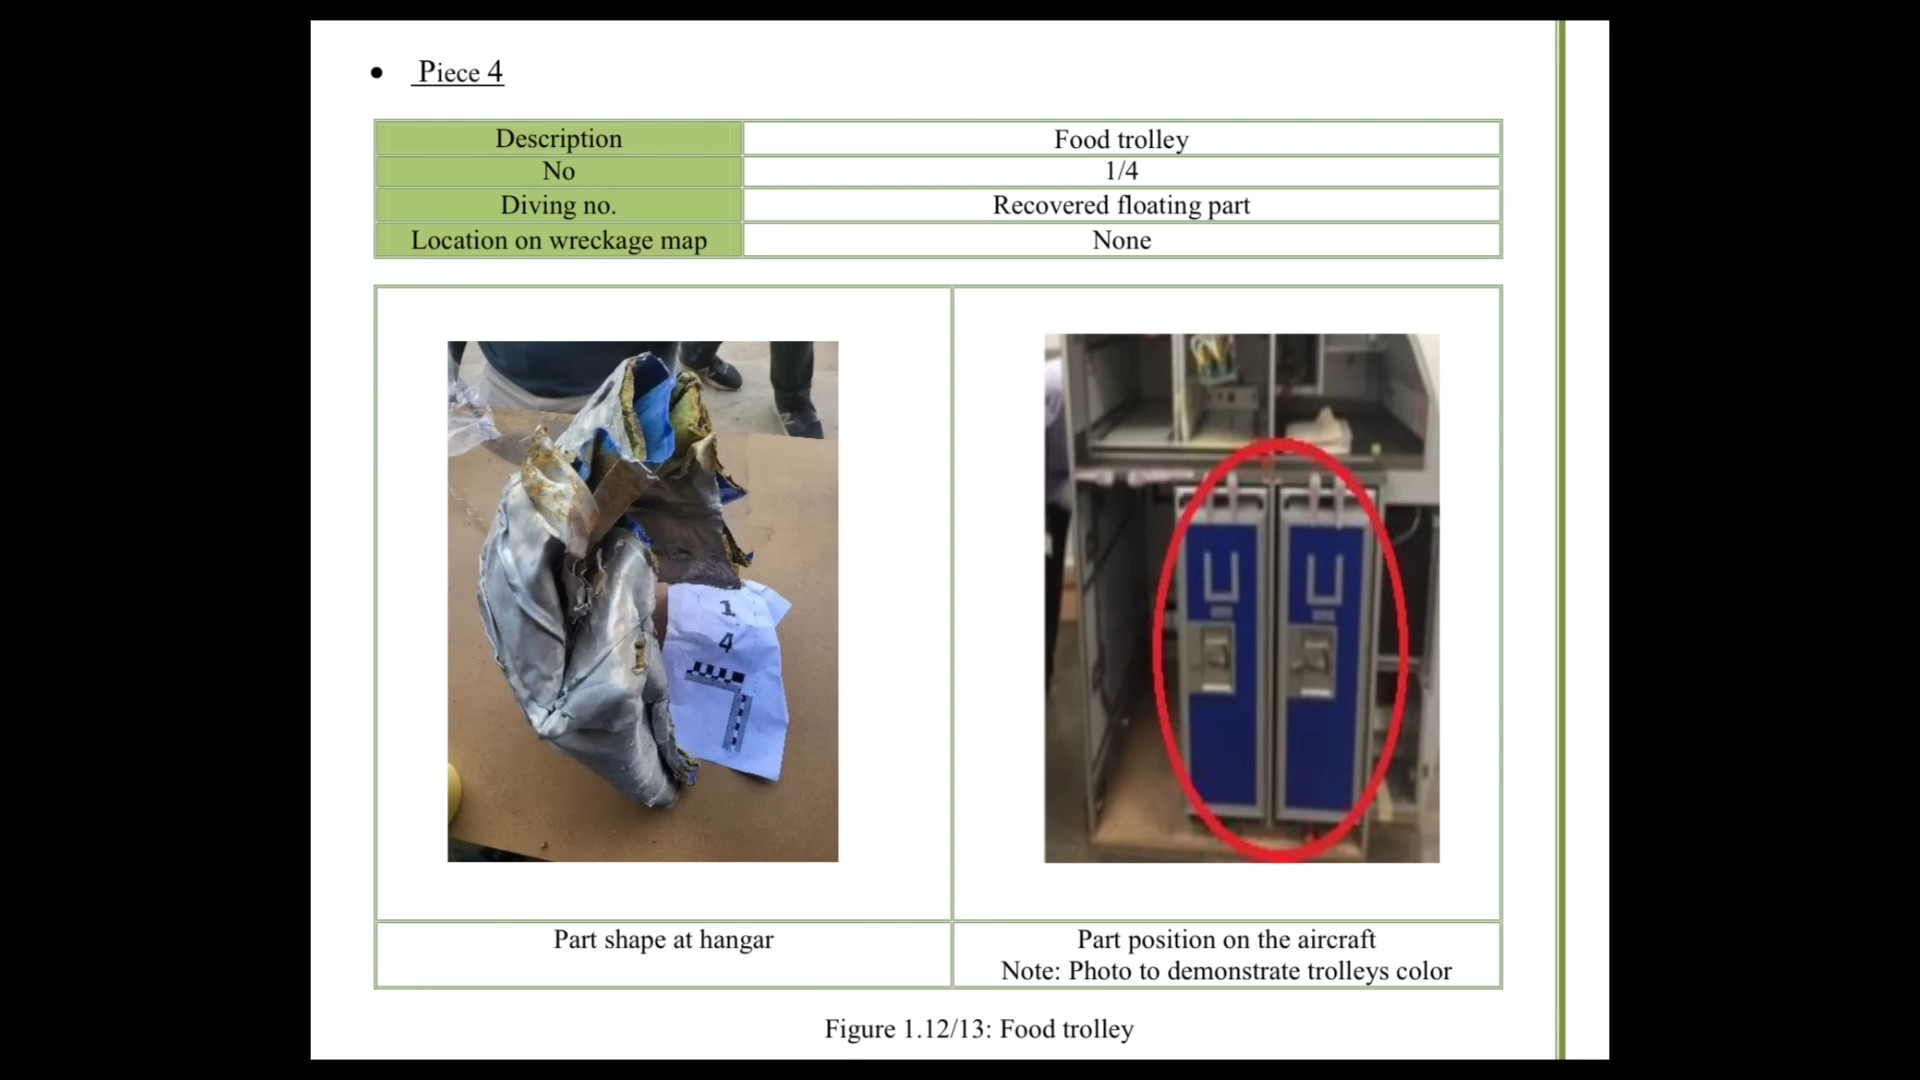 • Piece 4
Description Food trolley
No 1/4
Diving no. Recovered floating part
Location on wreckage map None
1
4
Part shape at hangar
Part position on the aircraft
Note: Photo to demonstrate trolleys color
Figure 1.12/13: Food trolley